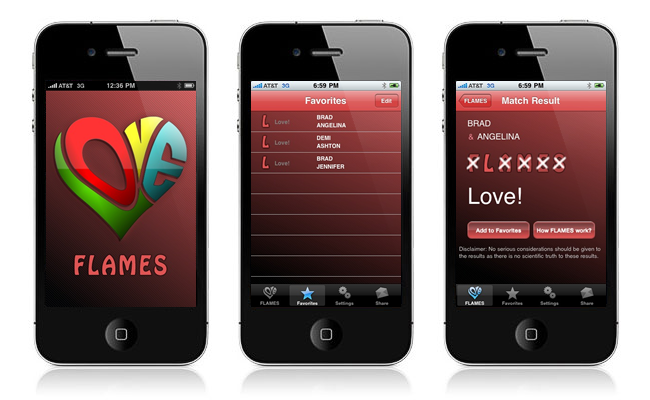 AT&T 3G 12:36 PM
LOVE
FLAMES
AT&T 3G 6:59 PM
Favorites Edit
L Love! BRAD
ANGELINA
L Love! DEMI
ASHTON
L Love! BRAD
JENNIFER
FLAMES Favorites Settings Share
AT&T 3G 6:59 PM
FLAMES Match Result
BRAD
& ANGELINA
FLAMES
Love!
Add to Favorites How FLAMES work?
Disclaimer: No serious considerations should be given to
the results as there is no scientific truth to these results.
FLAMES Favorites Settings Share